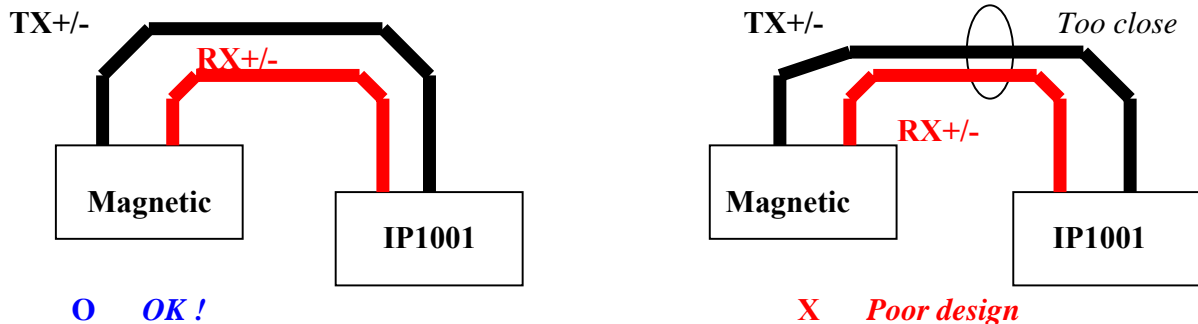 TX+/-
RX+/-
Magnetic
IP1001
O OK !
TX+/-
Too close
RX+/-
Magnetic
IP1001
X Poor design